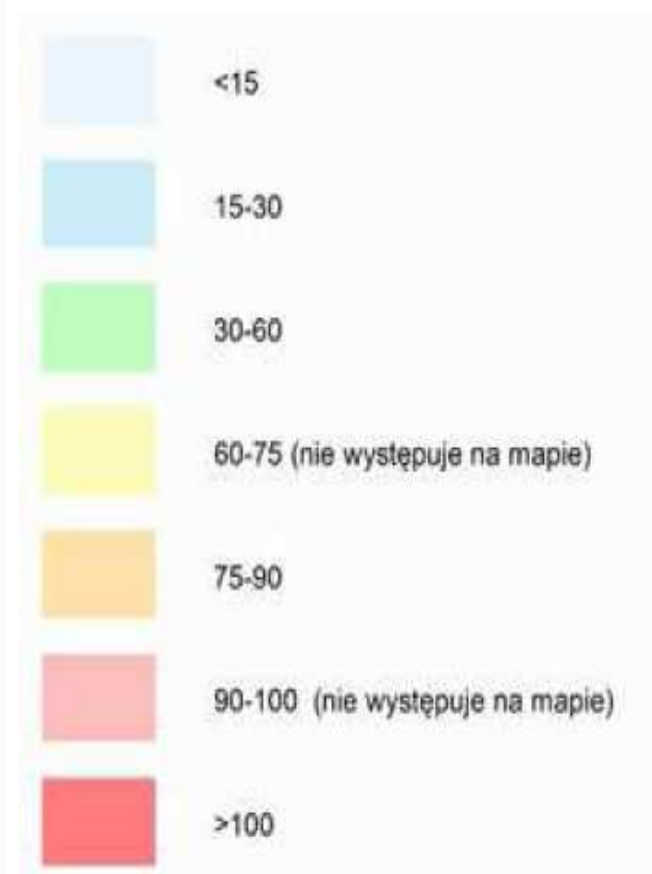 <15
15-30
30-60
60-75 (nie występuje na mapie)
75-90
90-100 (nie występuje na mapie)
>100